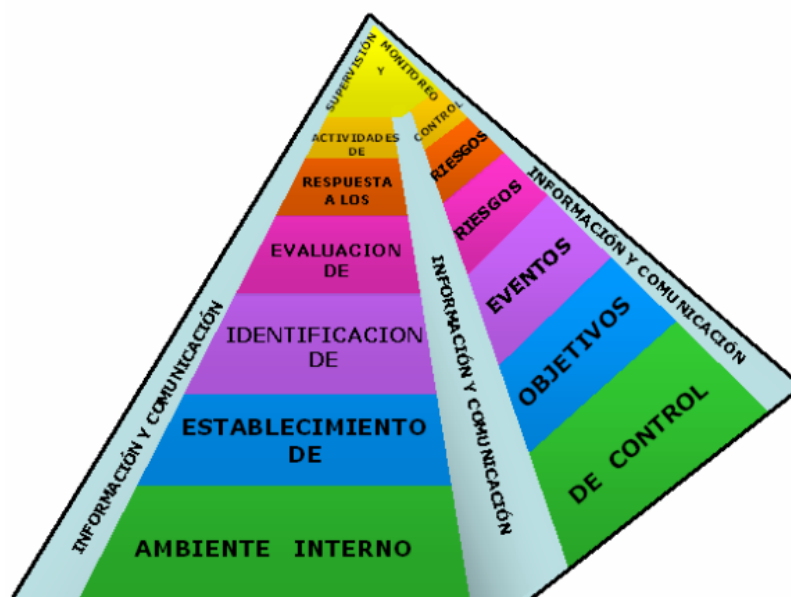 SUPERVISIÓN
Y
MONITOREO
ACTIVIDADES
DE
CONTROL
RESPUESTA
A LOS
RIESGOS
EVALUACION
DE
RIESGOS
IDENTIFICACION
DE
EVENTOS
ESTABLECIMIENTO
DE
OBJETIVOS
AMBIENTE INTERNO
DE CONTROL
INFORMACIÓN Y COMUNICACIÓN
INFORMACIÓN Y COMUNICACIÓN
INFORMACIÓN Y COMUNICACIÓN